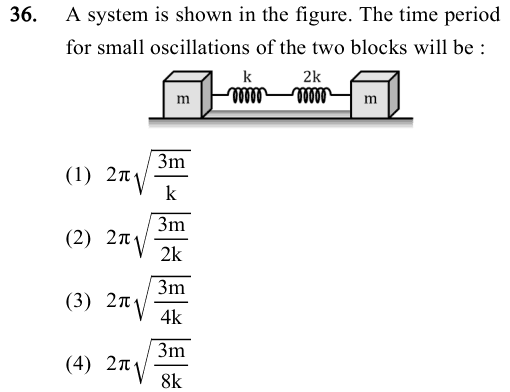 36. A system is shown in the figure. The time period
for small oscillations of the two blocks will be :
k 2k
m m
(1) 2π√(3m/k)
(2) 2π√(3m/2k)
(3) 2π√(3m/4k)
(4) 2π√(3m/8k)